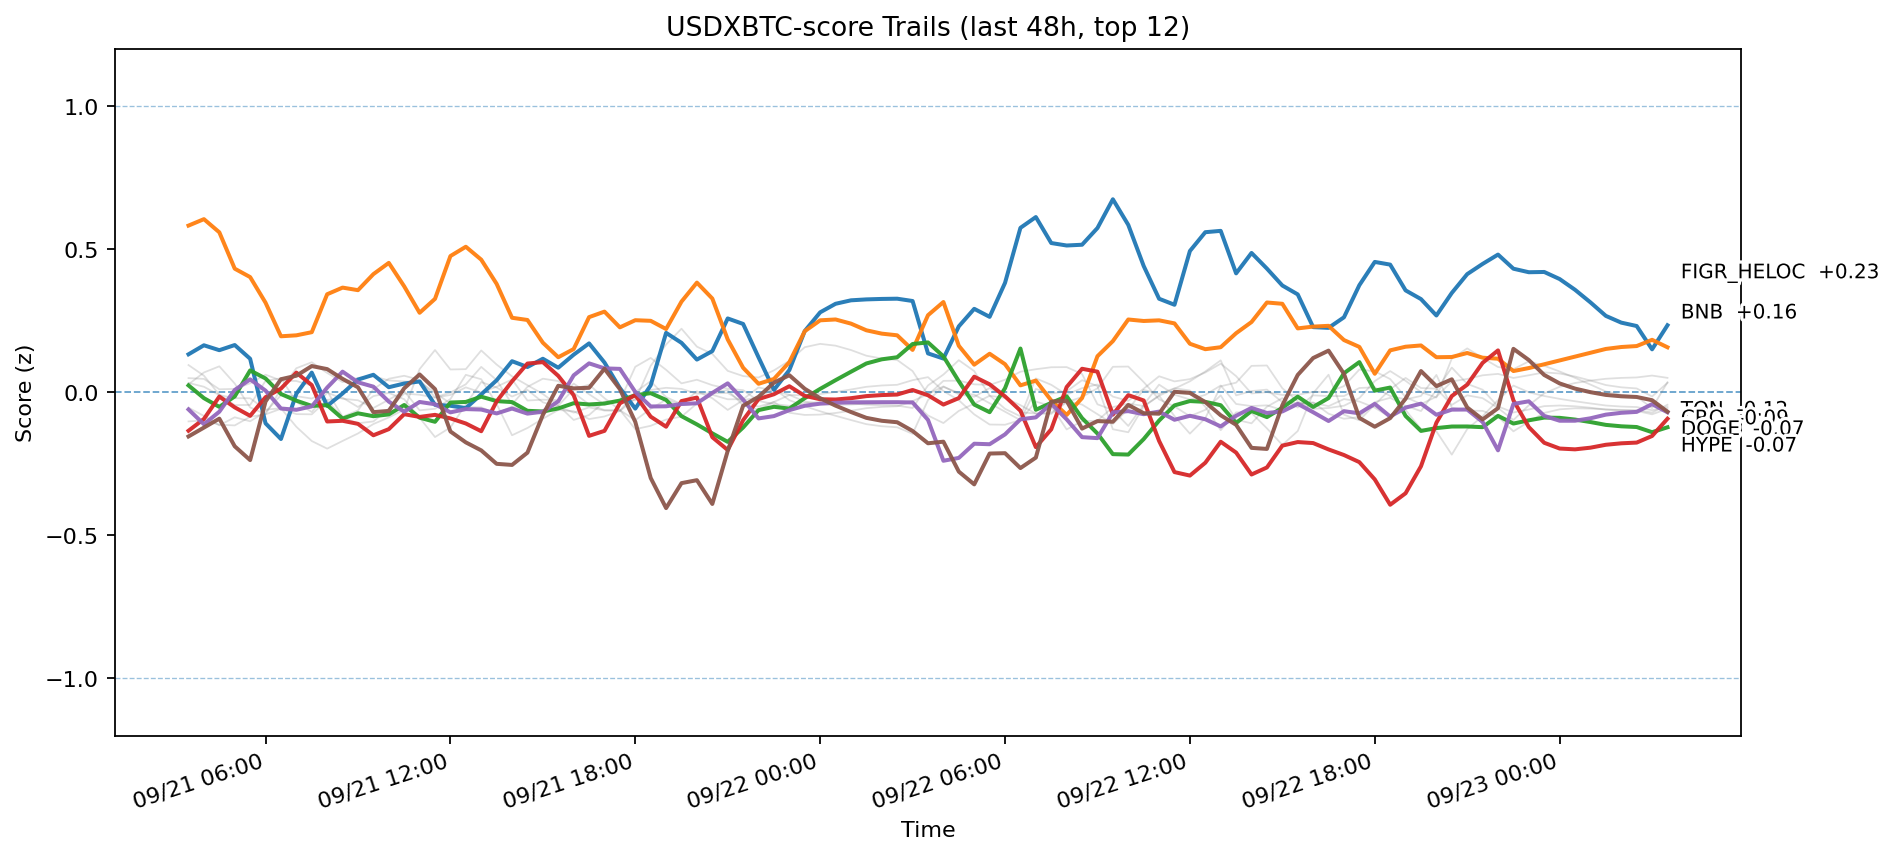 USDXBTC-score Trails (last 48h, top 12)
Score (z)
1.0
0.5
0.0
−0.5
−1.0
FIGR_HELOC +0.23
BNB +0.16
TON -0.12
-0.09
DOGE -0.07
HYPE -0.07
09/21 06:00
09/21 12:00
09/21 18:00
09/22 00:00
09/22 06:00
09/22 12:00
09/22 18:00
09/23 00:00
Time